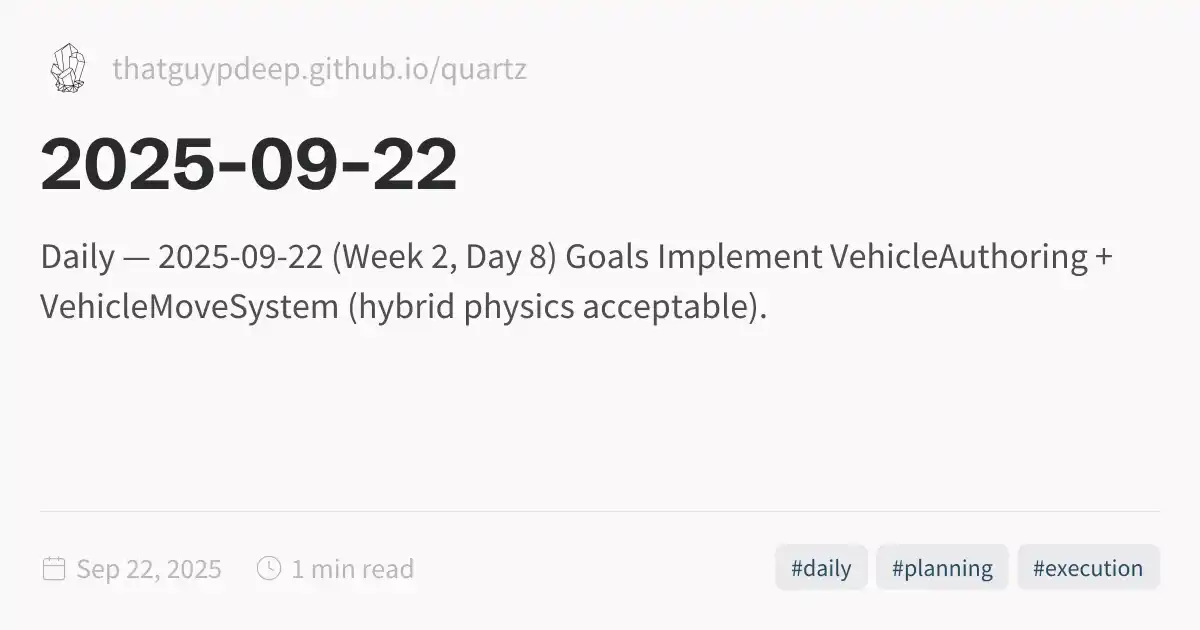 thatguypdeep.github.io/quartz
2025-09-22
Daily — 2025-09-22 (Week 2, Day 8) Goals Implement VehicleAuthoring +
VehicleMoveSystem (hybrid physics acceptable).
Sep 22, 2025 1 min read #daily #planning #execution